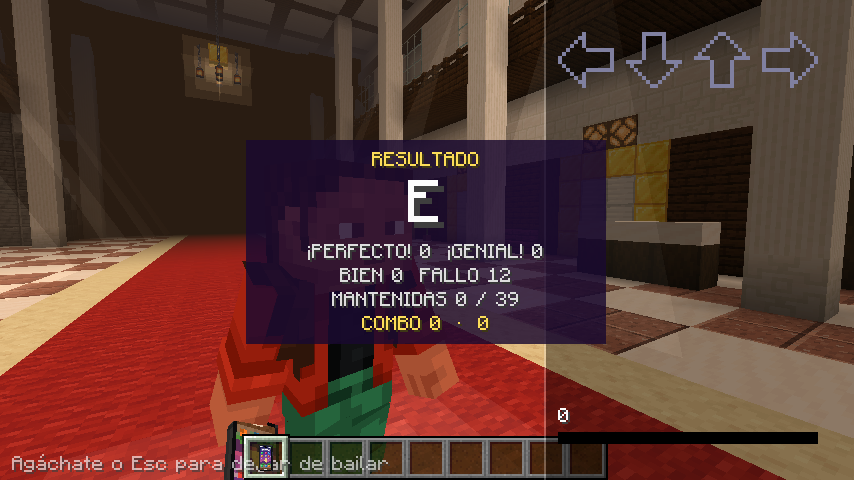 RESULTADO
E
¡PERFECTO! 0 ¡GENIAL! 0
BIEN 0 FALLO 12
MANTENIDAS 0 / 39
COMBO 0 · 0
0
Agáchate o Esc para dejar de bailar